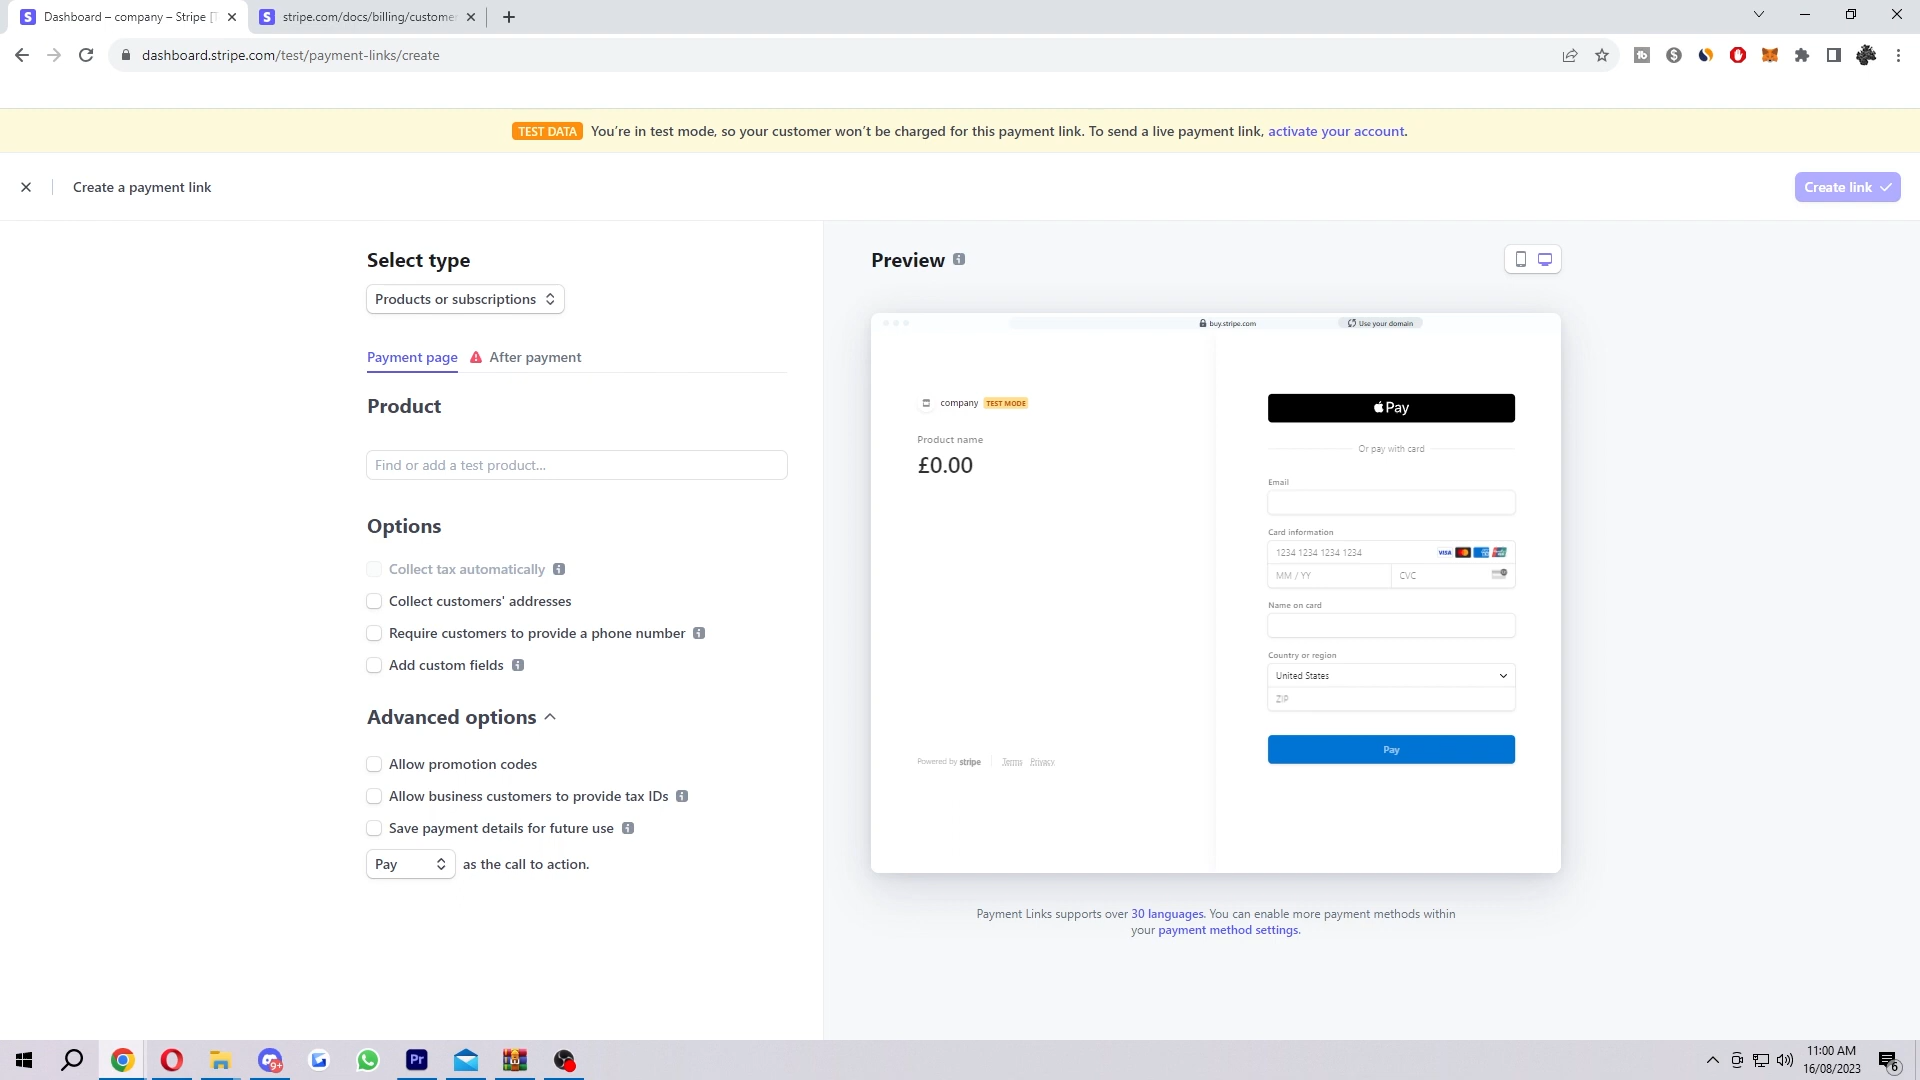 Dashboard – company – Stripe [T
stripe.com/docs/billing/customer
dashboard.stripe.com/test/payment-links/create
TEST DATA You’re in test mode, so your customer won’t be charged for this payment link. To send a live payment link, activate your account.
Create a payment link
Create link
Select type
Products or subscriptions
Payment page
After payment
Product
Find or add a test product...
Options
Collect tax automatically
Collect customers' addresses
Require customers to provide a phone number
Add custom fields
Advanced options
Allow promotion codes
Allow business customers to provide tax IDs
Save payment details for future use
Pay as the call to action.
Preview
buy.stripe.com
Use your domain
company TEST MODE
Product name
£0.00
Powered by stripe
Terms Privacy
Pay
Or pay with card
Email
Card information
1234 1234 1234 1234
VISA
MM / YY
CVC
Name on card
Country or region
United States
ZIP
Pay
Payment Links supports over 30 languages. You can enable more payment methods within
your payment method settings.
9+
Pr
11:00 AM
16/08/2023
6